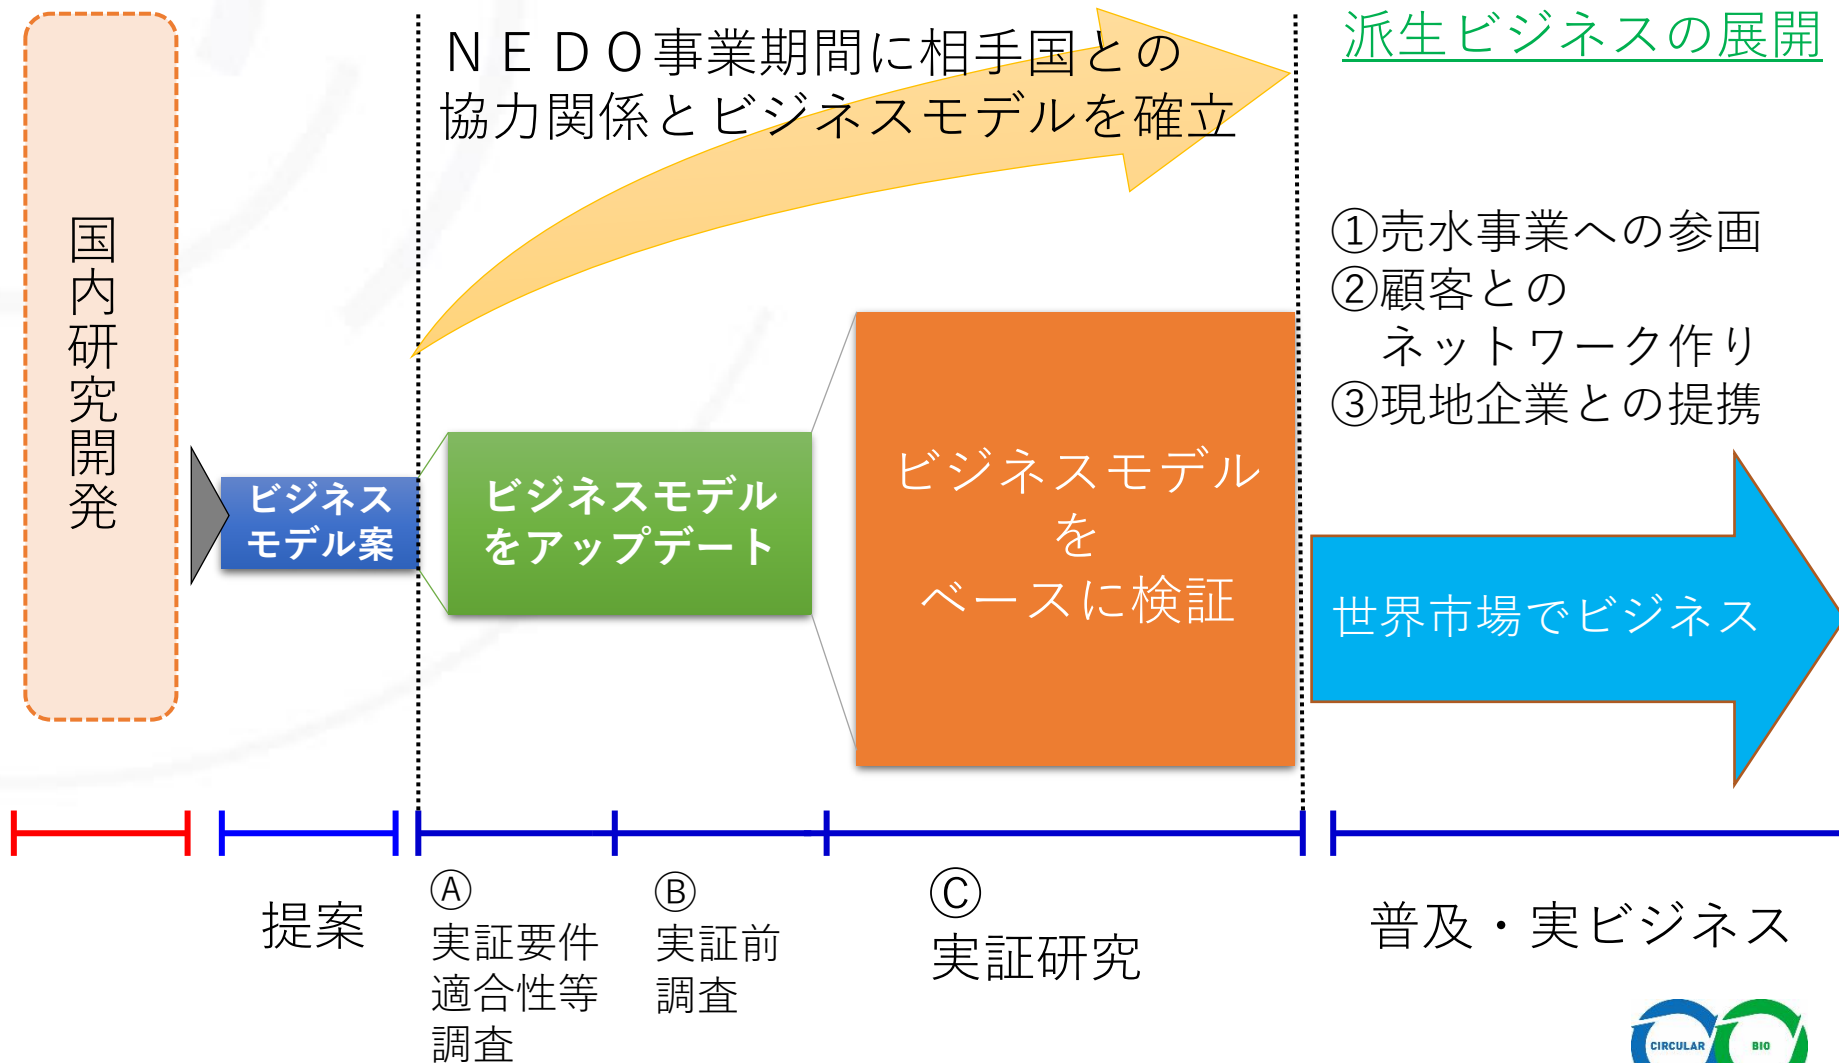 ＮＥＤＯ事業期間に相手国との
協力関係とビジネスモデルを確立
派生ビジネスの展開
国内研究開発
①売水事業への参画
②顧客との
ネットワーク作り
③現地企業との提携
ビジネス
モデル案
ビジネスモデル
をアップデート
ビジネスモデル
を
ベースに検証
世界市場でビジネス
提案
Ⓐ
実証要件
適合性等
調査
Ⓑ
実証前
調査
Ⓒ
実証研究
普及・実ビジネス
CIRCULAR
BIO